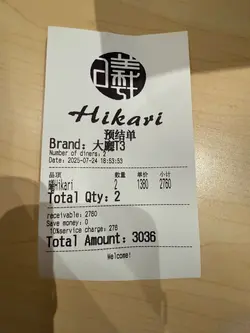 Hikari
预结单
Brand: 大廳T3
Number of diners: 2
Date: 2025-07-24 18:53:53
品項 數量 单价 小计
Hikari 2 1380 2760
Total Qty: 2
receivable: 2760
Save money: 0
10%service charge: 276
Total Amount: 3036
Welcome!